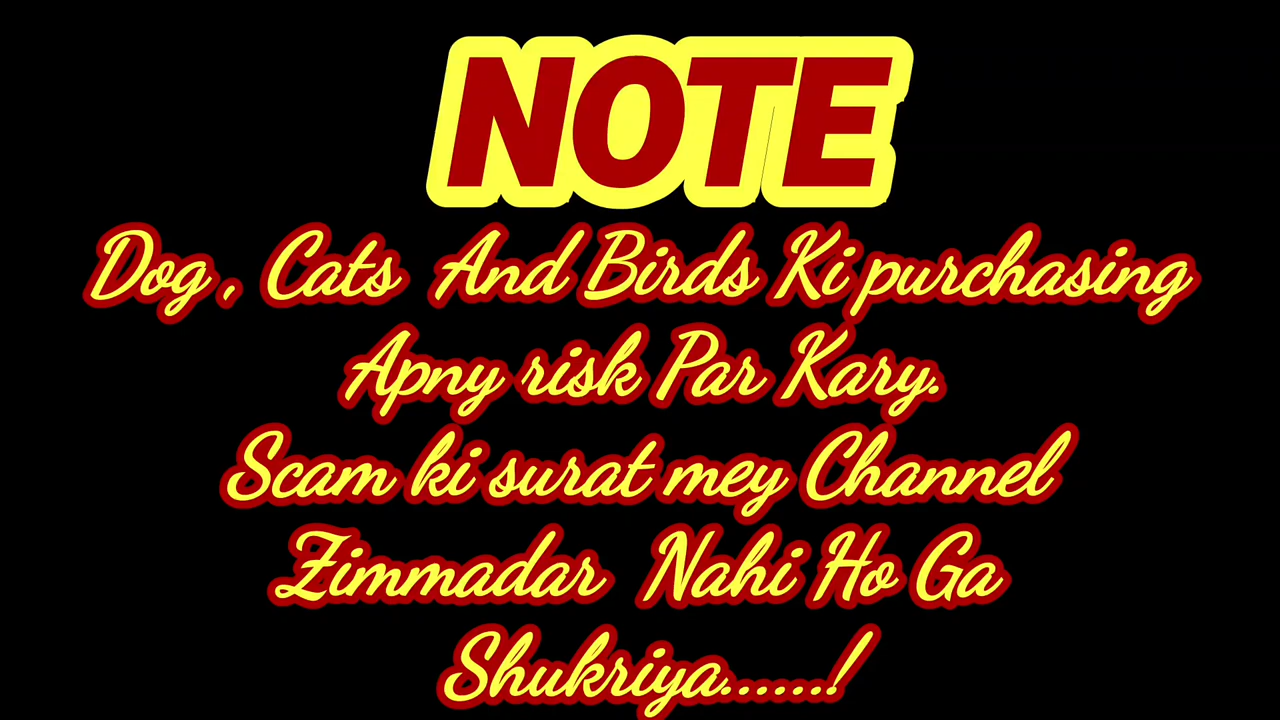 NOTE
Dog, Cats And Birds Ki purchasing
Apny risk Par Kary.
Scam ki surat mey Channel
Zimmadar Nahi Ho Ga
Shukriya......!